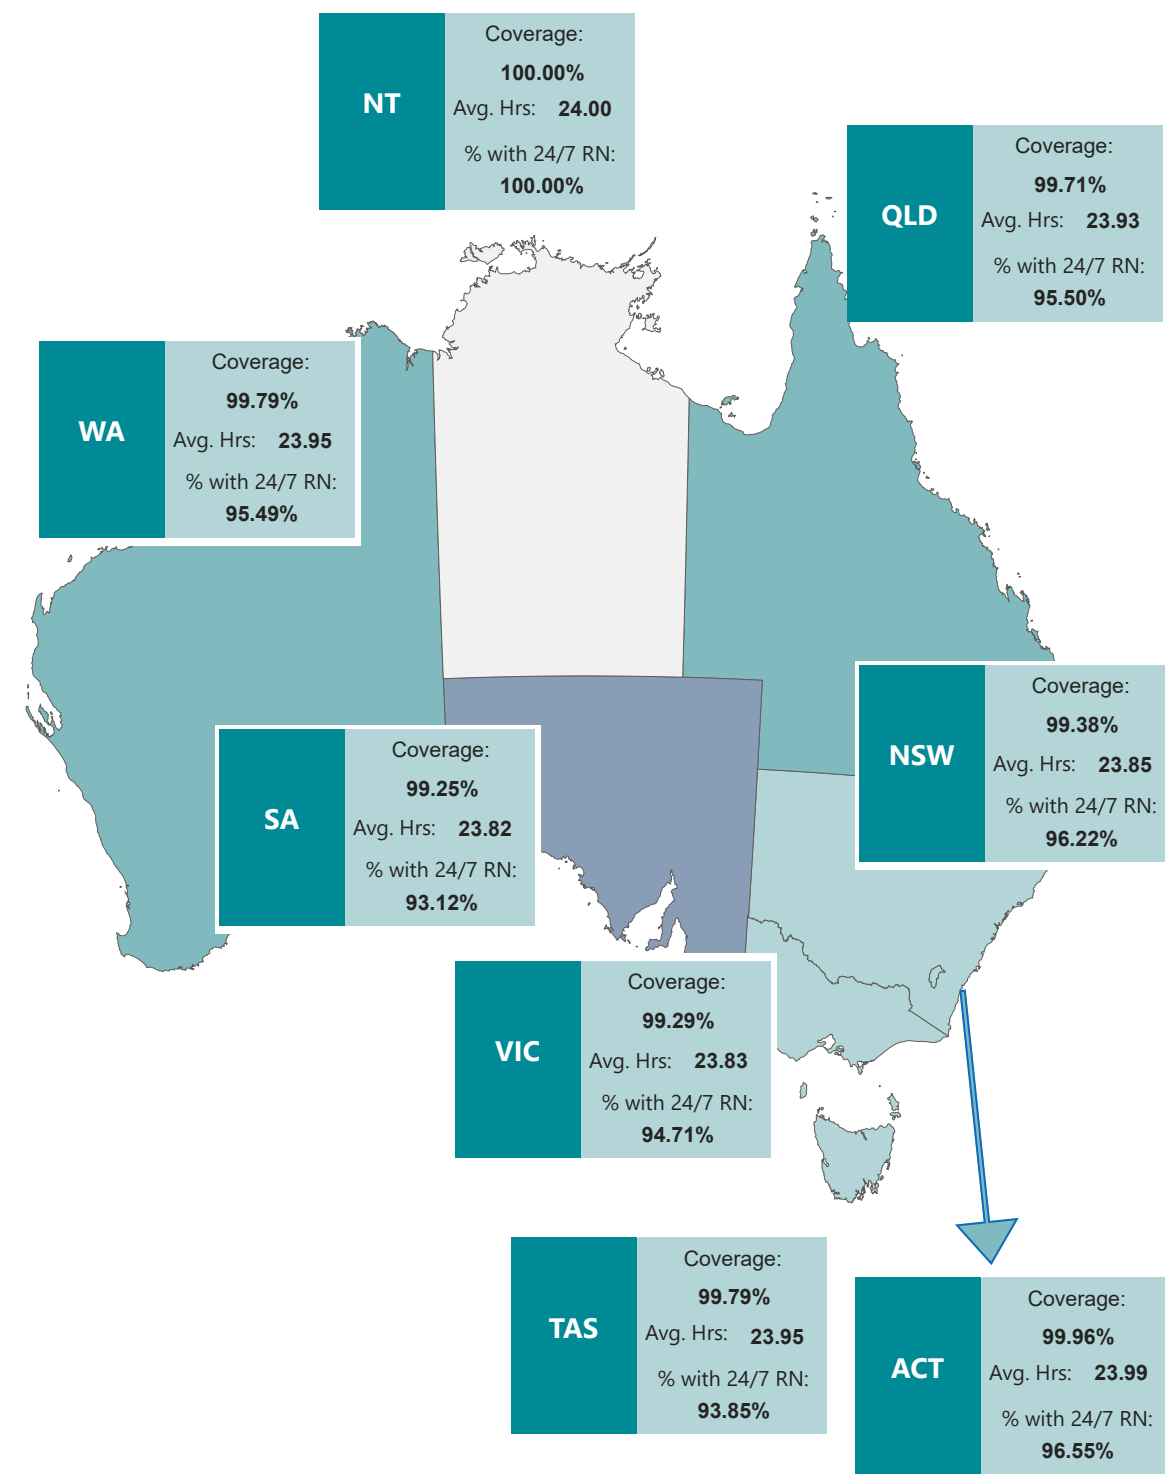 NT
Coverage:
100.00%
Avg. Hrs: 24.00
% with 24/7 RN:
100.00%
QLD
Coverage:
99.71%
Avg. Hrs: 23.93
% with 24/7 RN:
95.50%
WA
Coverage:
99.79%
Avg. Hrs: 23.95
% with 24/7 RN:
95.49%
NSW
Coverage:
99.38%
Avg. Hrs: 23.85
% with 24/7 RN:
96.22%
SA
Coverage:
99.25%
Avg. Hrs: 23.82
% with 24/7 RN:
93.12%
VIC
Coverage:
99.29%
Avg. Hrs: 23.83
% with 24/7 RN:
94.71%
TAS
Coverage:
99.79%
Avg. Hrs: 23.95
% with 24/7 RN:
93.85%
ACT
Coverage:
99.96%
Avg. Hrs: 23.99
% with 24/7 RN:
96.55%